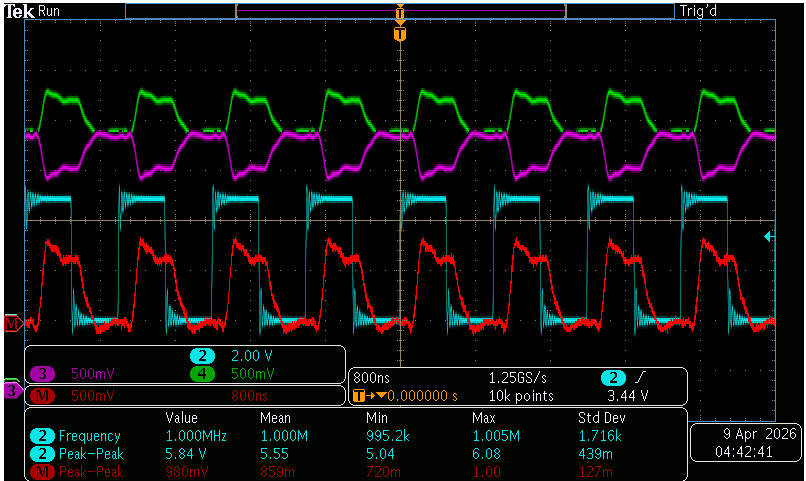 Tek Run
Trig'd
T
T
M
3
2 2.00 V
3 500mV 4 500mV
M 500mV 800ns
800ns 1.25GS/s 2
T→▼0.000000 s 10k points 3.44 V
Value Mean Min Max Std Dev
2 Frequency 1.000MHz 1.000M 995.2k 1.005M 1.716k
2 Peak-Peak 5.84 V 5.55 5.04 6.08 439m
M Peak-Peak 980mV 859m 720m 1.00 127m
9 Apr 2026
04:42:41